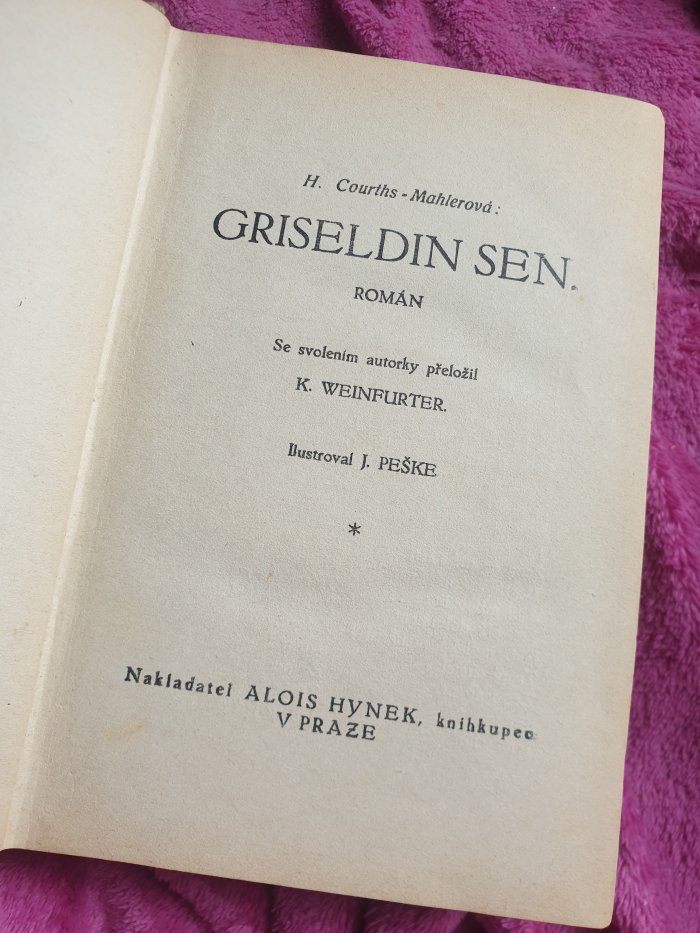 H. Courths-Mahlerová:
GRISELDIN SEN.
ROMÁN
Se svolením autorky přeložil
K. WEINFURTER.
Ilustroval J. PEŠKE
*
Nakladatel ALOIS HYNEK, knihkupec
V PRAZE